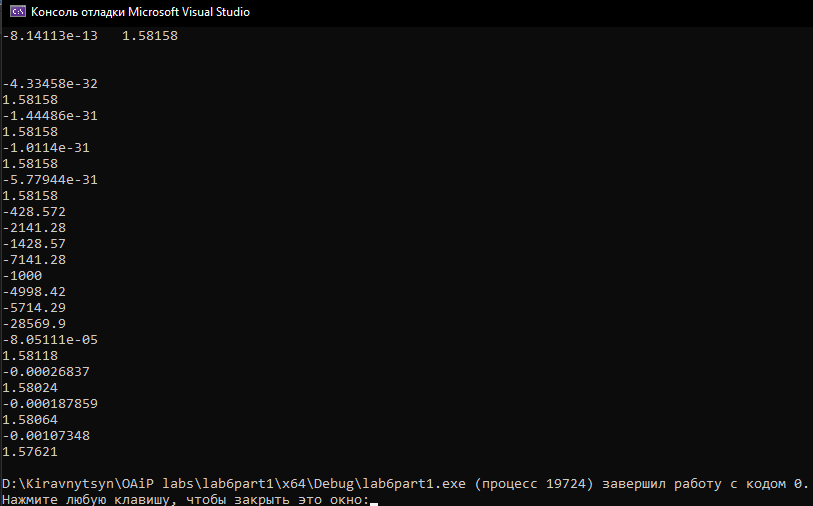 Консоль отладки Microsoft Visual Studio
-8.14113e-13   1.58158
-4.33458e-32
1.58158
-1.44486e-31
1.58158
-1.0114e-31
1.58158
-5.77944e-31
1.58158
-428.572
-2141.28
-1428.57
-7141.28
-1000
-4998.42
-5714.29
-28569.9
-8.05111e-05
1.58118
-0.00026837
1.58024
-0.000187859
1.58064
-0.00107348
1.57621
D:\Kiravnytsyn\OAiP labs\lab6part1\x64\Debug\lab6part1.exe (процесс 19724) завершил работу с кодом 0.
Нажмите любую клавишу, чтобы закрыть это окно: